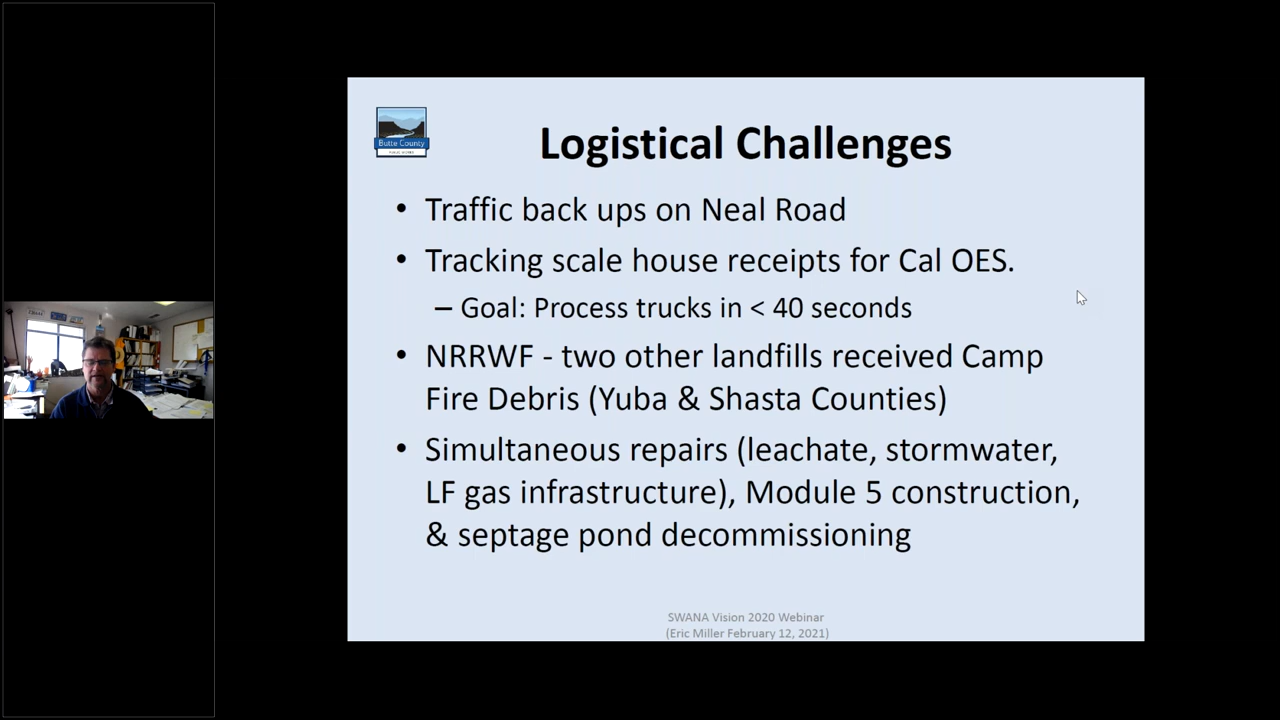 Butte County
PUBLIC WORKS
Logistical Challenges
• Traffic back ups on Neal Road
• Tracking scale house receipts for Cal OES.
– Goal: Process trucks in < 40 seconds
• NRRWF - two other landfills received Camp
Fire Debris (Yuba & Shasta Counties)
• Simultaneous repairs (leachate, stormwater,
LF gas infrastructure), Module 5 construction,
& septage pond decommissioning
SWANA Vision 2020 Webinar
(Eric Miller February 12, 2021)